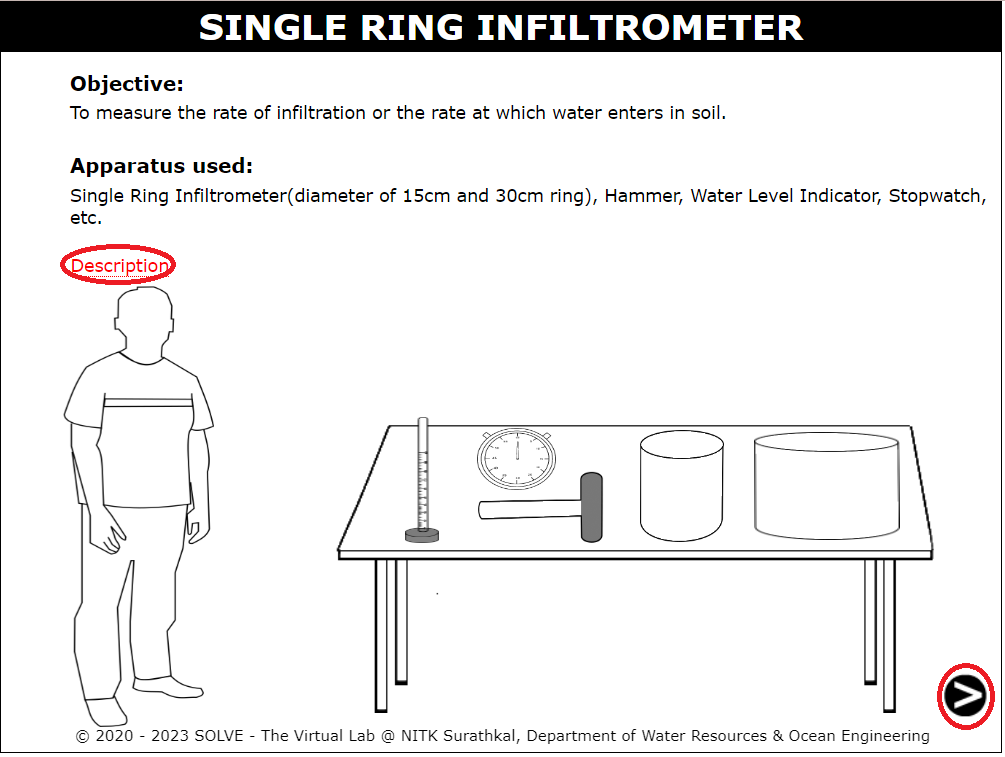 SINGLE RING INFILTROMETER
Objective:
To measure the rate of infiltration or the rate at which water enters in soil.
Apparatus used:
Single Ring Infiltrometer(diameter of 15cm and 30cm ring), Hammer, Water Level Indicator, Stopwatch,
etc.
Description
© 2020 - 2023 SOLVE - The Virtual Lab @ NITK Surathkal, Department of Water Resources & Ocean Engineering